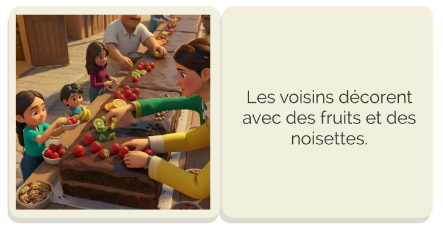 Les voisins décorent
avec des fruits et des
noisettes.